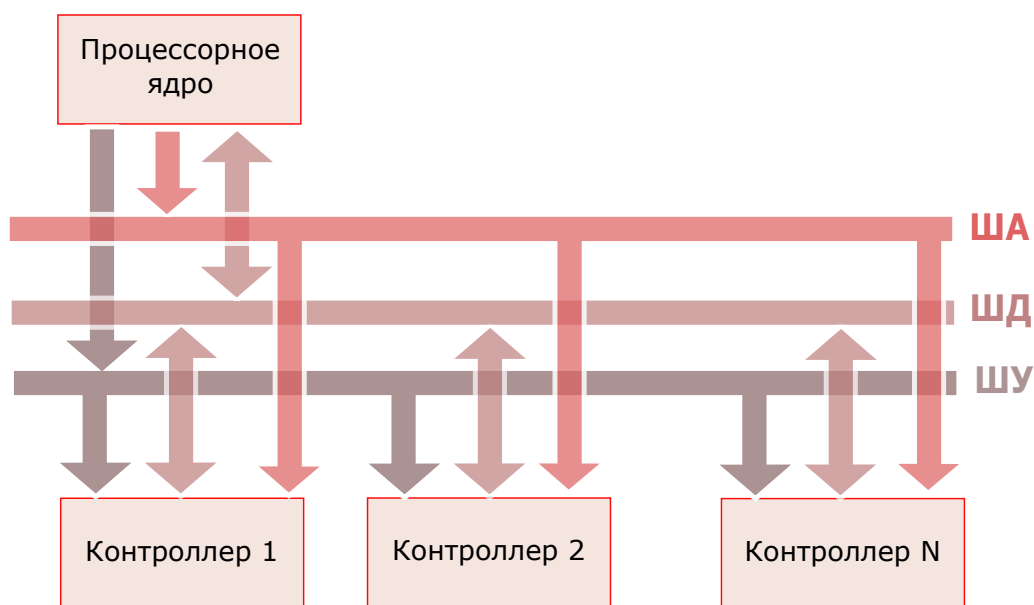 Процессорное
ядро
ША
ШД
ШУ
Контроллер 1
Контроллер 2
Контроллер N